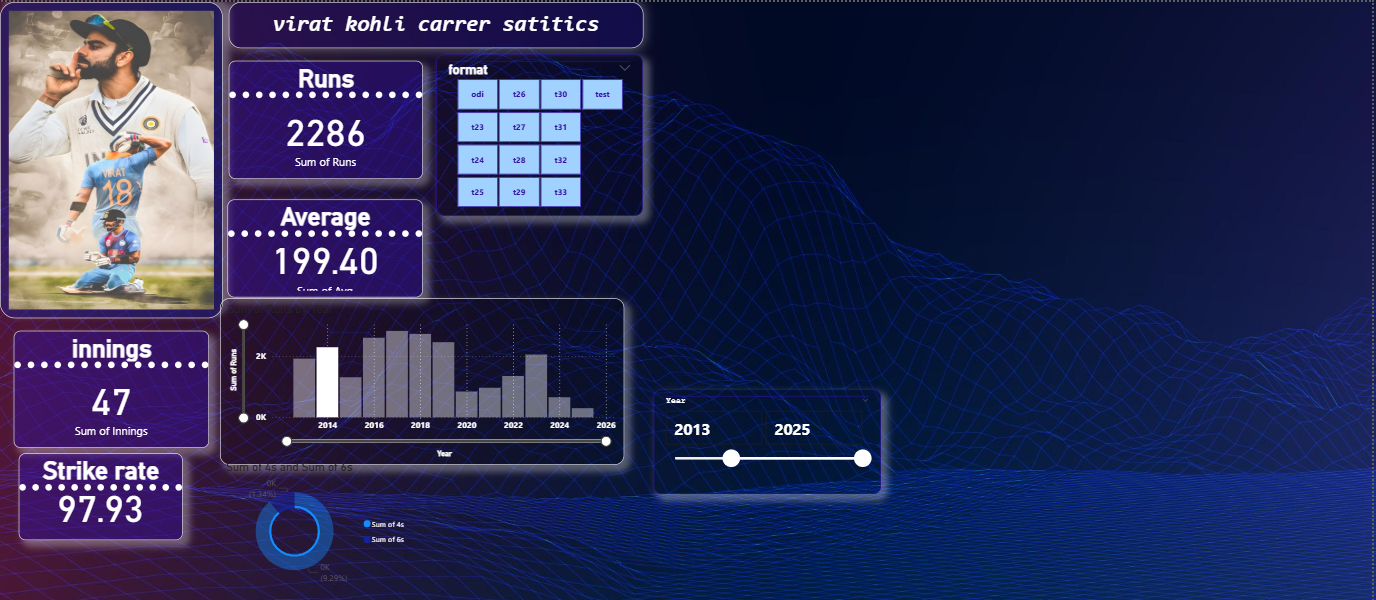 virat kohli carrer satitics
Runs
2286
Sum of Runs
format
odi t26 t30 test
t23 t27 t31
t24 t28 t32
t25 t29 t33
VIRAT
18
Average
199.40
Sum of Avg
innings
47
Sum of Innings
Strike rate
97.93
Sum of Runs
2K
0K
2014 2016 2018 2020 2022 2024 2026
Year
Year
2013 2025
Sum of 4s and Sum of 6s
0K
0K
(9.29%)
Sum of 4s
Sum of 6s